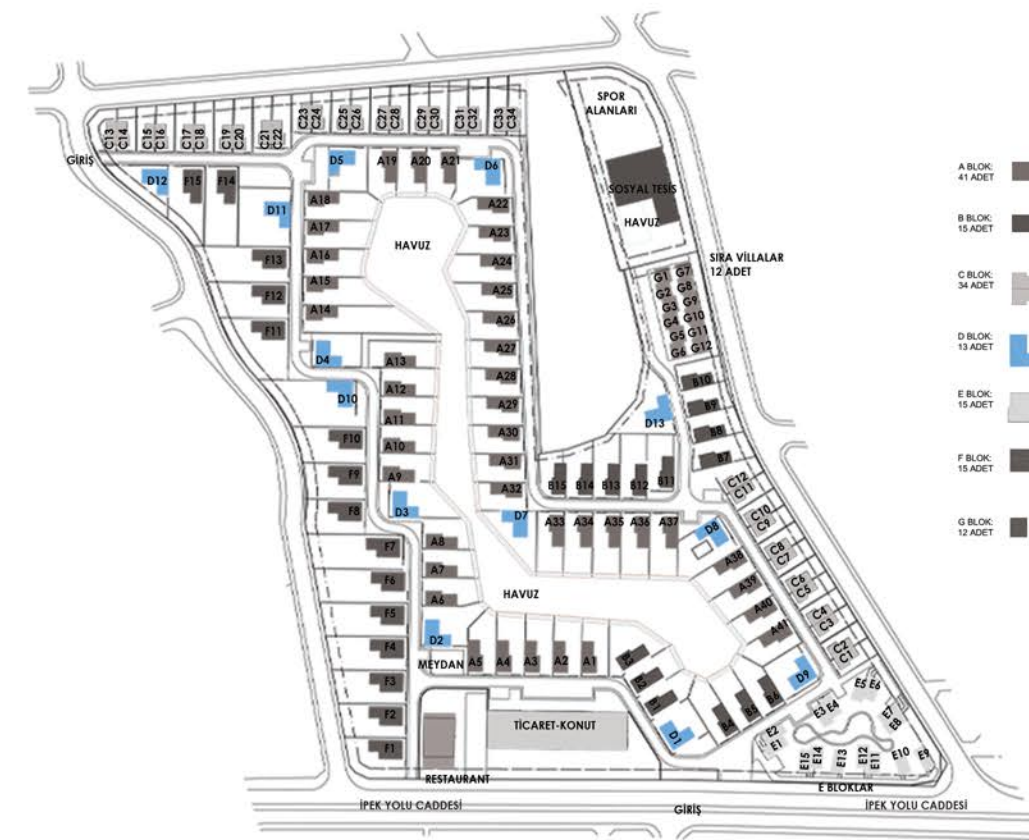 SPOR
ALANLARI
SOSYAL TESİS
HAVUZ
SIRA VİLLALAR
12 ADET
GİRİŞ
C13
C14
C15
C16
C17
C18
C19
C20
C21
C22
C23
C24
C25
C26
C27
C28
C29
C30
C31
C32
C33
C34
D12
F15
F14
D11
D5
A19
A20
A21
D6
A18
A17
A16
A15
A14
HAVUZ
A22
A23
A24
A25
A26
A27
A28
A29
A30
A31
A32
F13
F12
F11
D4
D10
A13
A12
A11
A10
A9
F10
F9
F8
D3
D7
G1
G2
G3
G4
G5
G6
G7
G8
G9
G10
G11
G12
D13
B10
B9
B8
B7
B15
B14
B13
B12
B11
A33
A34
A35
A36
A37
D8
C12
C11
C10
C9
C8
C7
C6
C5
C4
C3
C2
C1
A38
A39
A40
A41
F7
F6
F5
F4
F3
F2
F1
A8
A7
A6
D2
HAVUZ
MEYDAN
A5
A4
A3
A2
A1
B3
B2
B1
B4
B5
B6
D1
D9
TİCARET-KONUT
RESTAURANT
E5
E6
E3
E4
E7
E8
E2
E1
E15
E14
E13
E12
E11
E10
E9
E BLOKLAR
İPEK YOLU CADDESİ
GİRİŞ
İPEK YOLU CADDESİ
A BLOK:
41 ADET
B BLOK:
15 ADET
C BLOK:
34 ADET
D BLOK:
13 ADET
E BLOK:
15 ADET
F BLOK:
15 ADET
G BLOK:
12 ADET